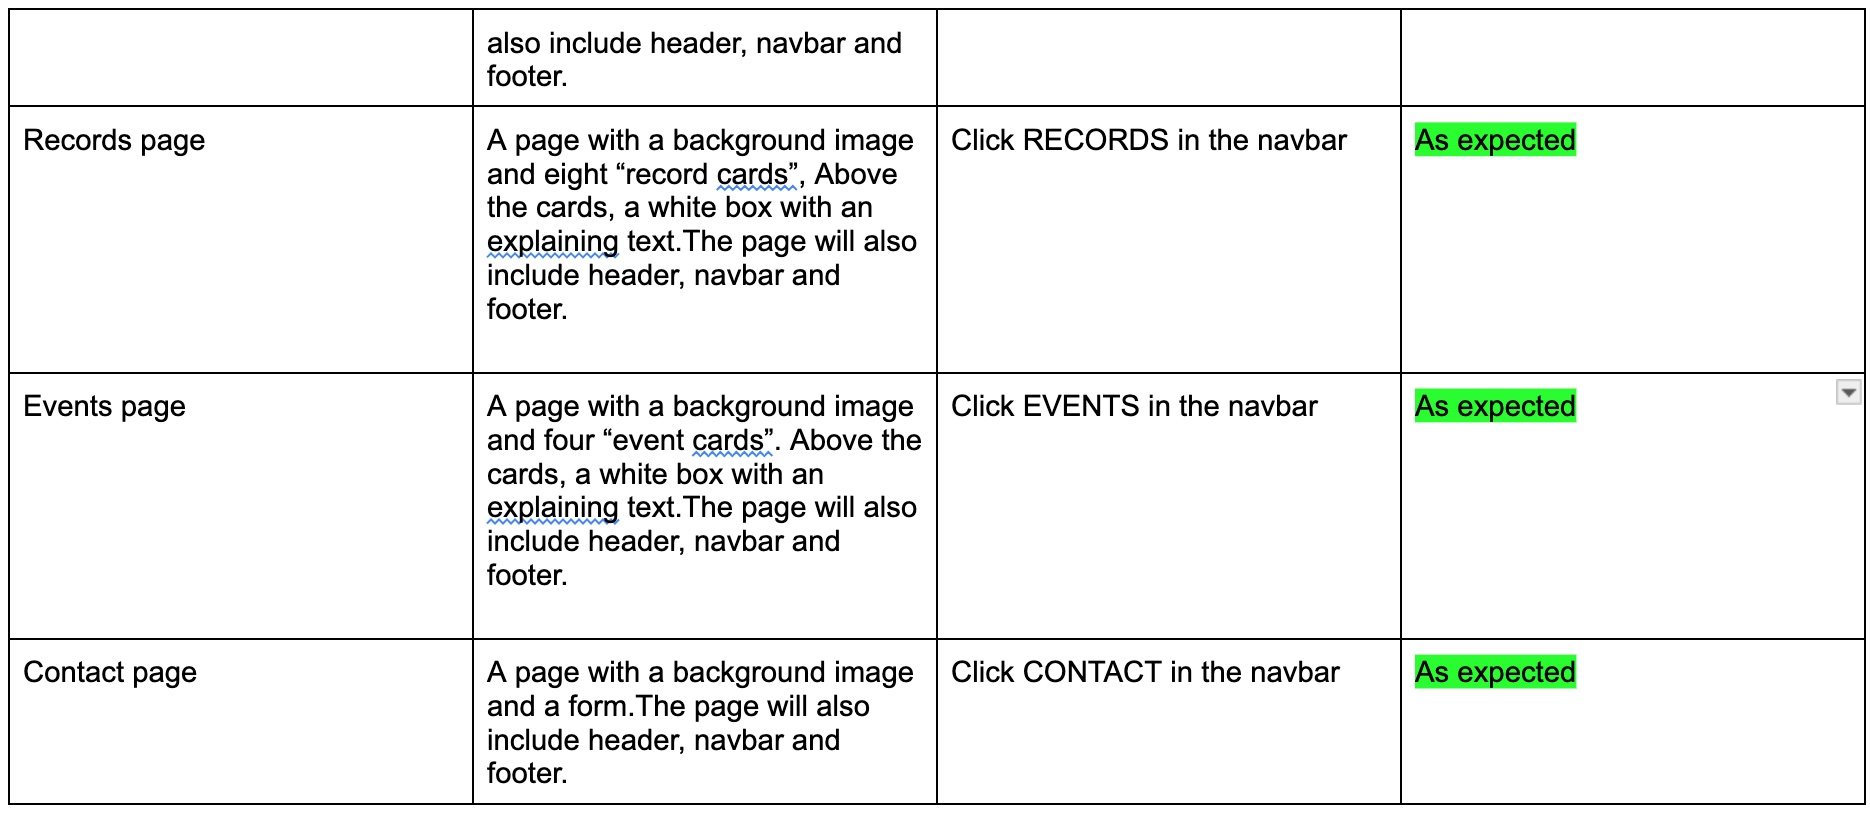 also include header, navbar and
footer.
Records page
A page with a background image
and eight “record cards”, Above
the cards, a white box with an
explaining text.The page will also
include header, navbar and
footer.
Click RECORDS in the navbar
As expected
Events page
A page with a background image
and four “event cards”. Above the
cards, a white box with an
explaining text.The page will also
include header, navbar and
footer.
Click EVENTS in the navbar
As expected
Contact page
A page with a background image
and a form.The page will also
include header, navbar and
footer.
Click CONTACT in the navbar
As expected